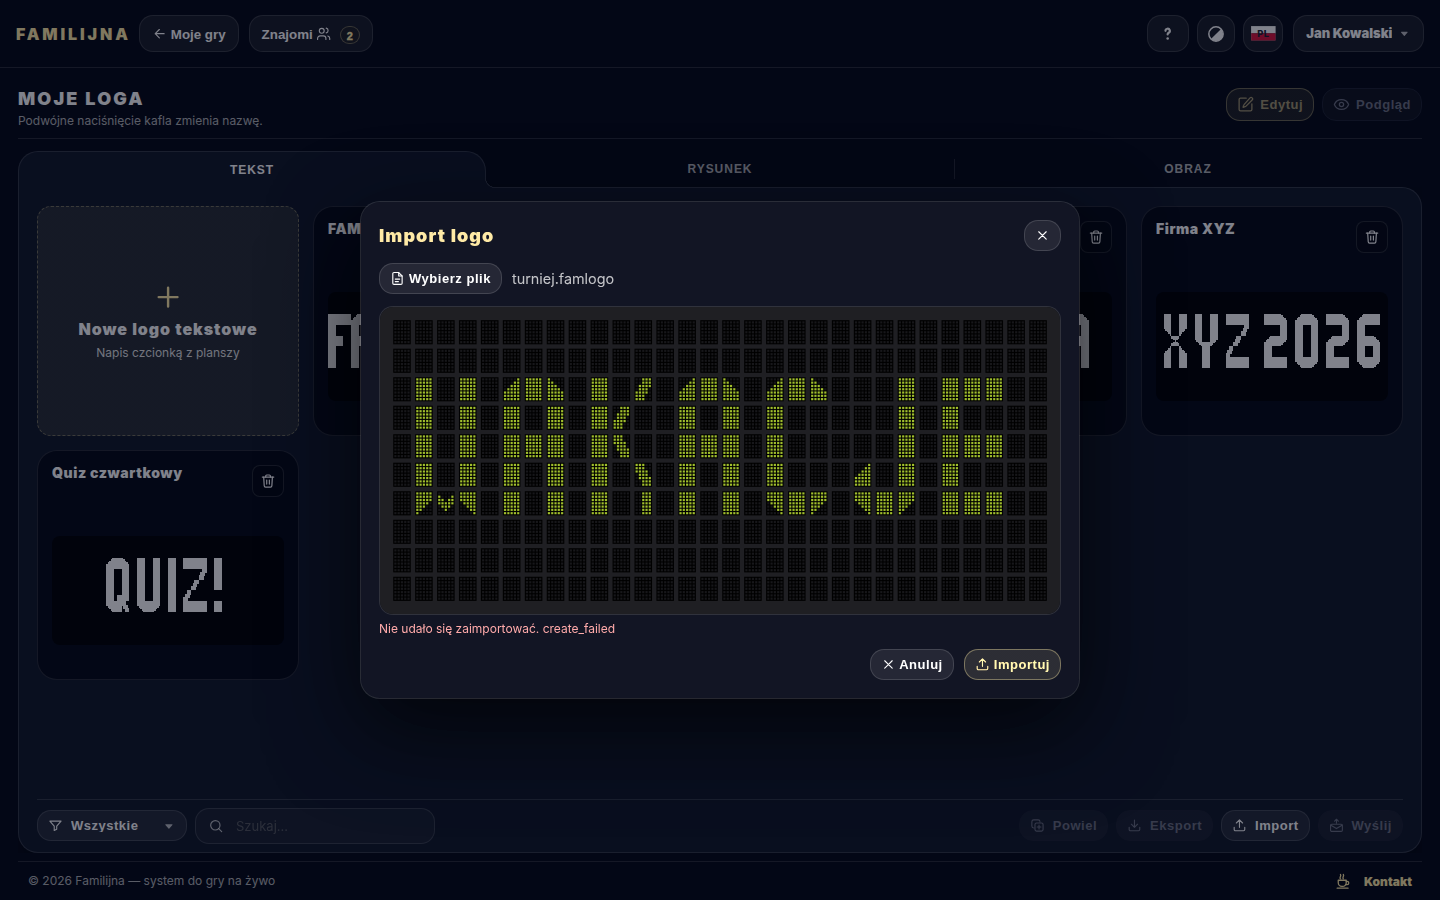 FAMILIJNA
Moje gry
Znajomi 2
?
PL
Jan Kowalski
MOJE LOGA
Podwójne naciśnięcie kafla zmienia nazwę.
Edytuj
Podgląd
TEKST
RYSUNEK
OBRAZ
Nowe logo tekstowe
Napis czcionką z planszy
FAM
Firma XYZ
XYZ 2026
Quiz czwartkowy
QUIZ!
Import logo
Wybierz plik
turniej.famlogo
WAKACJE
Nie udało się zaimportować. create_failed
Anuluj
Importuj
Wszystkie
Szukaj...
Powiel
Eksport
Import
Wyślij
© 2026 Familijna — system do gry na żywo
Kontakt